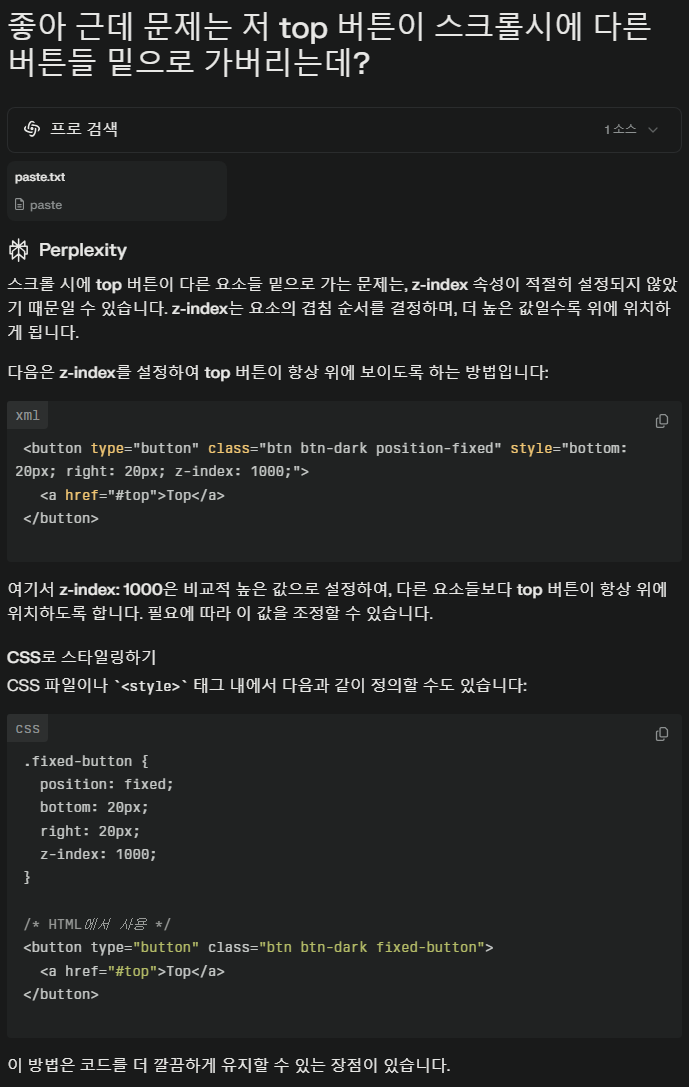 좋아 근데 문제는 저 top 버튼이 스크롤시에 다른
버튼들 밑으로 가버리는데?
프로 검색
1 소스
paste.txt
paste
Perplexity
스크롤 시에 top 버튼이 다른 요소들 밑으로 가는 문제는, z-index 속성이 적절히 설정되지 않았
기 때문일 수 있습니다. z-index는 요소의 겹침 순서를 결정하며, 더 높은 값일수록 위에 위치하
게 됩니다.
다음은 z-index를 설정하여 top 버튼이 항상 위에 보이도록 하는 방법입니다:
xml
<button type="button" class="btn btn-dark position-fixed" style="bottom:
20px; right: 20px; z-index: 1000;">
<a href="#top">Top</a>
</button>
여기서 z-index: 1000은 비교적 높은 값으로 설정하여, 다른 요소들보다 top 버튼이 항상 위에
위치하도록 합니다. 필요에 따라 이 값을 조정할 수 있습니다.
CSS로 스타일링하기
CSS 파일이나 `<style>` 태그 내에서 다음과 같이 정의할 수도 있습니다:
css
.fixed-button {
position: fixed;
bottom: 20px;
right: 20px;
z-index: 1000;
}
/* HTML에서 사용 */
<button type="button" class="btn btn-dark fixed-button">
<a href="#top">Top</a>
</button>
이 방법은 코드를 더 깔끔하게 유지할 수 있는 장점이 있습니다.